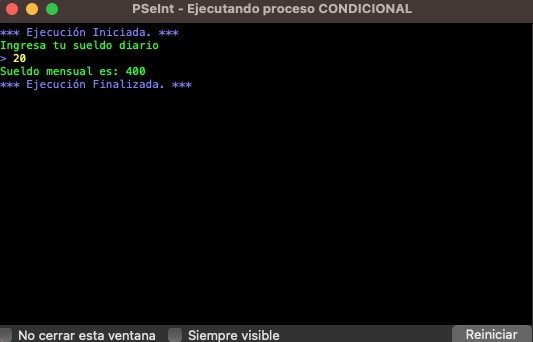 PSeInt - Ejecutando proceso CONDICIONAL
*** Ejecución Iniciada. ***
Ingresa tu sueldo diario
> 20
Sueldo mensual es: 400
*** Ejecución Finalizada. ***
No cerrar esta ventana Siempre visible Reiniciar